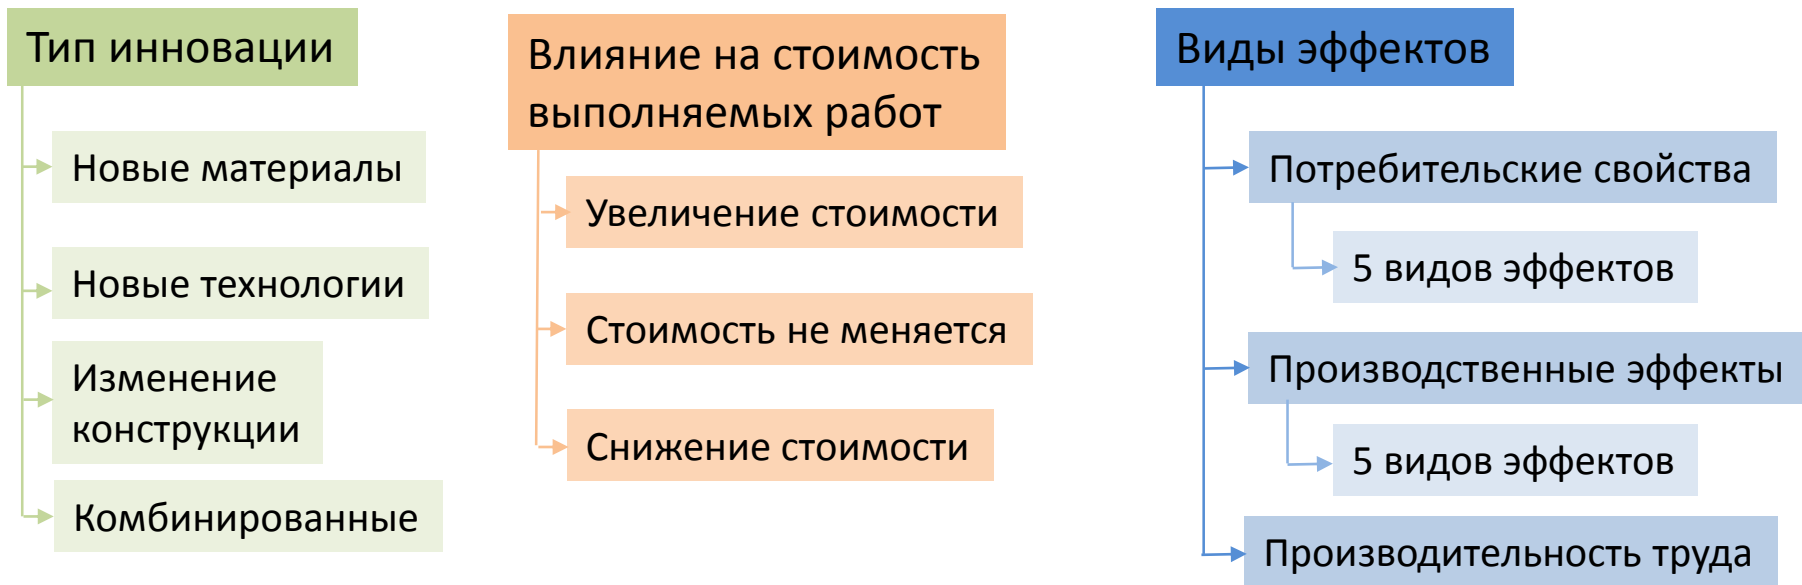 Тип инновации
Новые материалы
Новые технологии
Изменение
конструкции
Комбинированные
Влияние на стоимость
выполняемых работ
Увеличение стоимости
Стоимость не меняется
Снижение стоимости
Виды эффектов
Потребительские свойства
5 видов эффектов
Производственные эффекты
5 видов эффектов
Производительность труда